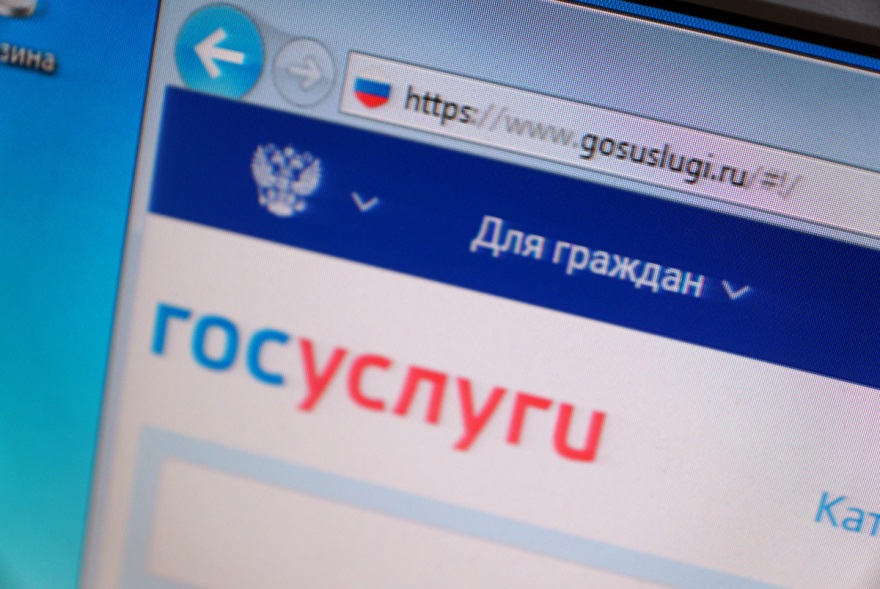 зина
https://www.gosuslugi.ru/#!/
Для граждан
госуслуги
Кат